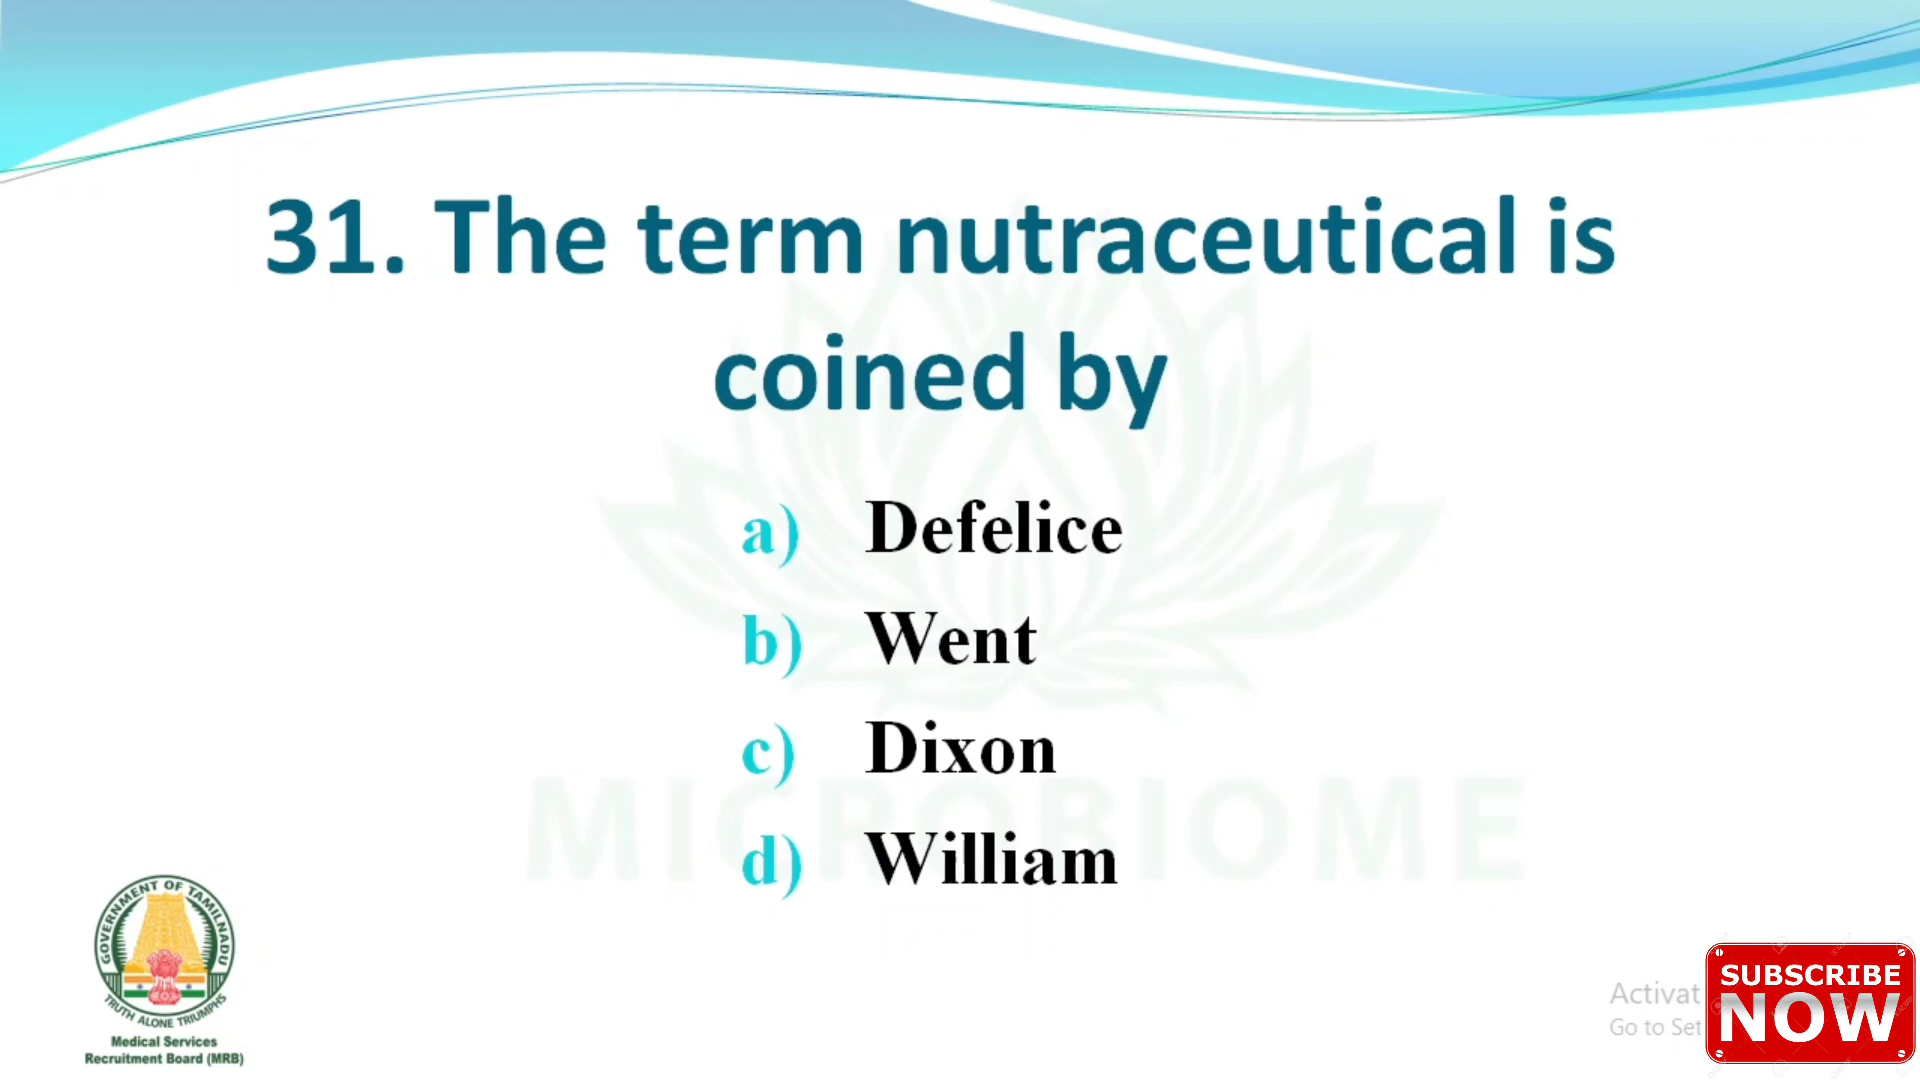 31. The term nutraceutical is
coined by
a) Defelice
b) Went
c) Dixon
d) William
MICROBIOME
GOVERNMENT OF TAMILNADU
TRUTH ALONE TRIUMPHS
Medical Services
Recruitment Board (MRB)
Activat
Go to Set
SUBSCRIBE
NOW